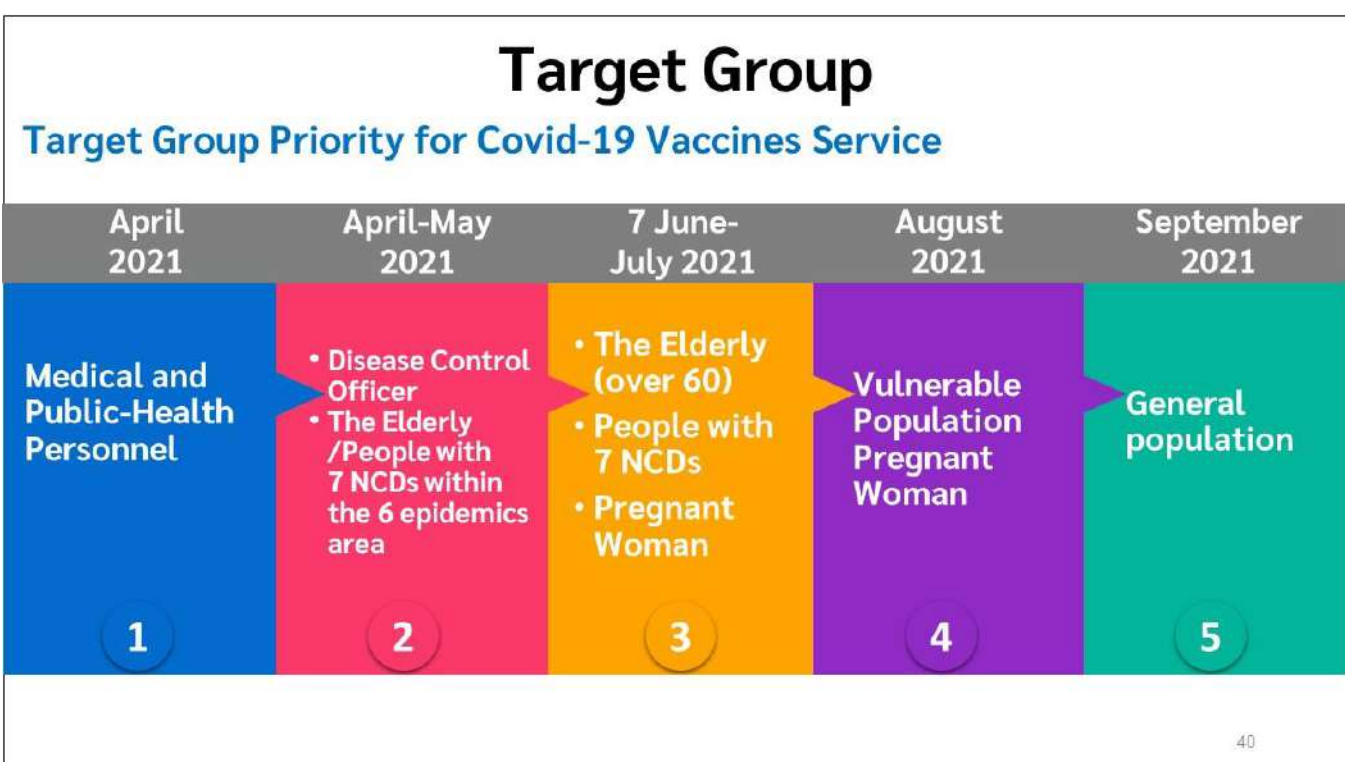 Target Group
Target Group Priority for Covid-19 Vaccines Service
April
2021
April-May
2021
7 June-
July 2021
August
2021
September
2021
Medical and
Public-Health
Personnel
• Disease Control
Officer
• The Elderly
/People with
7 NCDs within
the 6 epidemics
area
• The Elderly
(over 60)
• People with
7 NCDs
• Pregnant
Woman
Vulnerable
Population
Pregnant
Woman
General
population
1
2
3
4
5
40